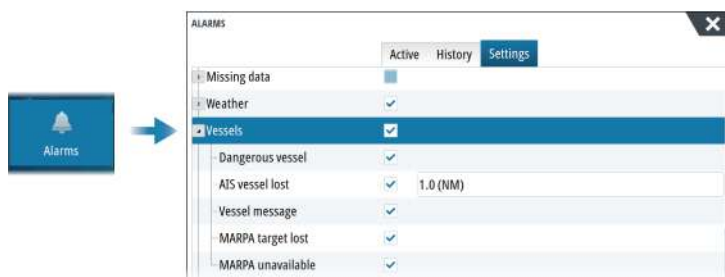 ALARMS
Active History Settings
Missing data
Weather
Vessels
Dangerous vessel
AIS vessel lost 1.0 (NM)
Vessel message
MARPA target lost
MARPA unavailable
Alarms